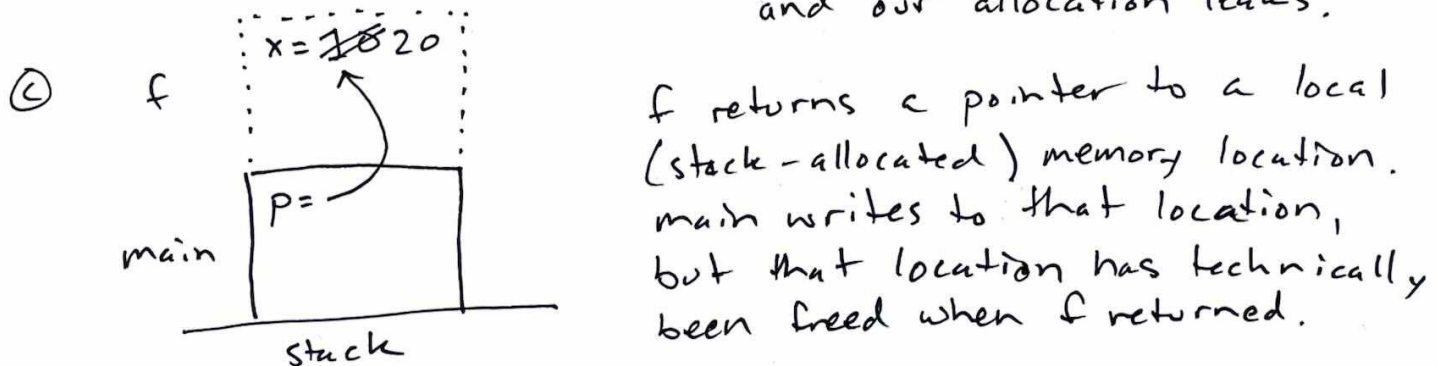 and our allocation leaks.
x = 10 20
ⓒ f
f returns a pointer to a local
(stack-allocated) memory location.
p=
main writes to that location,
main
but that location has technically
been freed when f returned.
stack